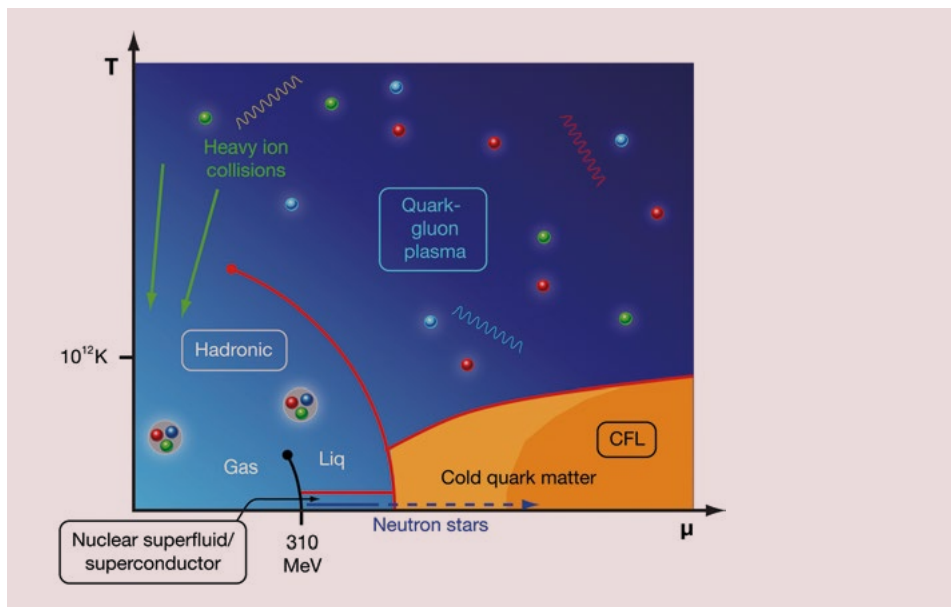 T
Heavy ion
collisions
Quark-
gluon
plasma
Hadronic
10¹²K
CFL
Gas
Liq
Cold quark matter
Neutron stars
μ
Nuclear superfluid/
superconductor
310
MeV